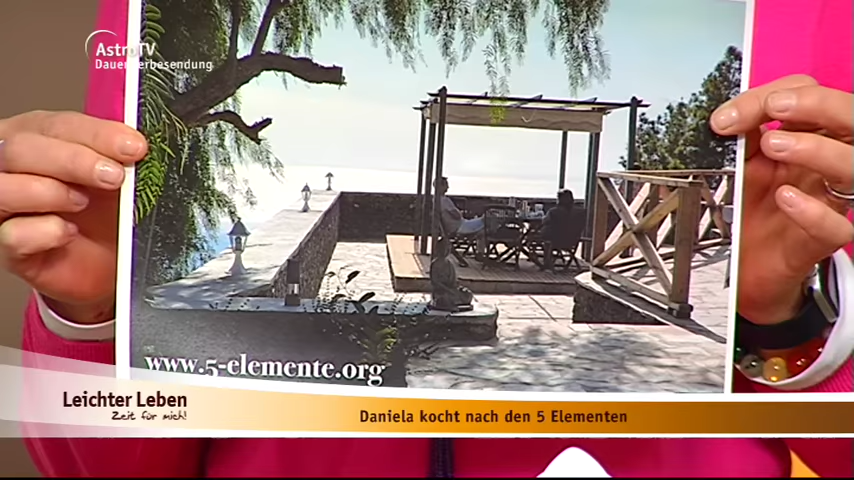 AstroTV
Dauerwerbesendung
www.5-elemente.org
Leichter Leben
Zeit für mich!
Daniela kocht nach den 5 Elementen